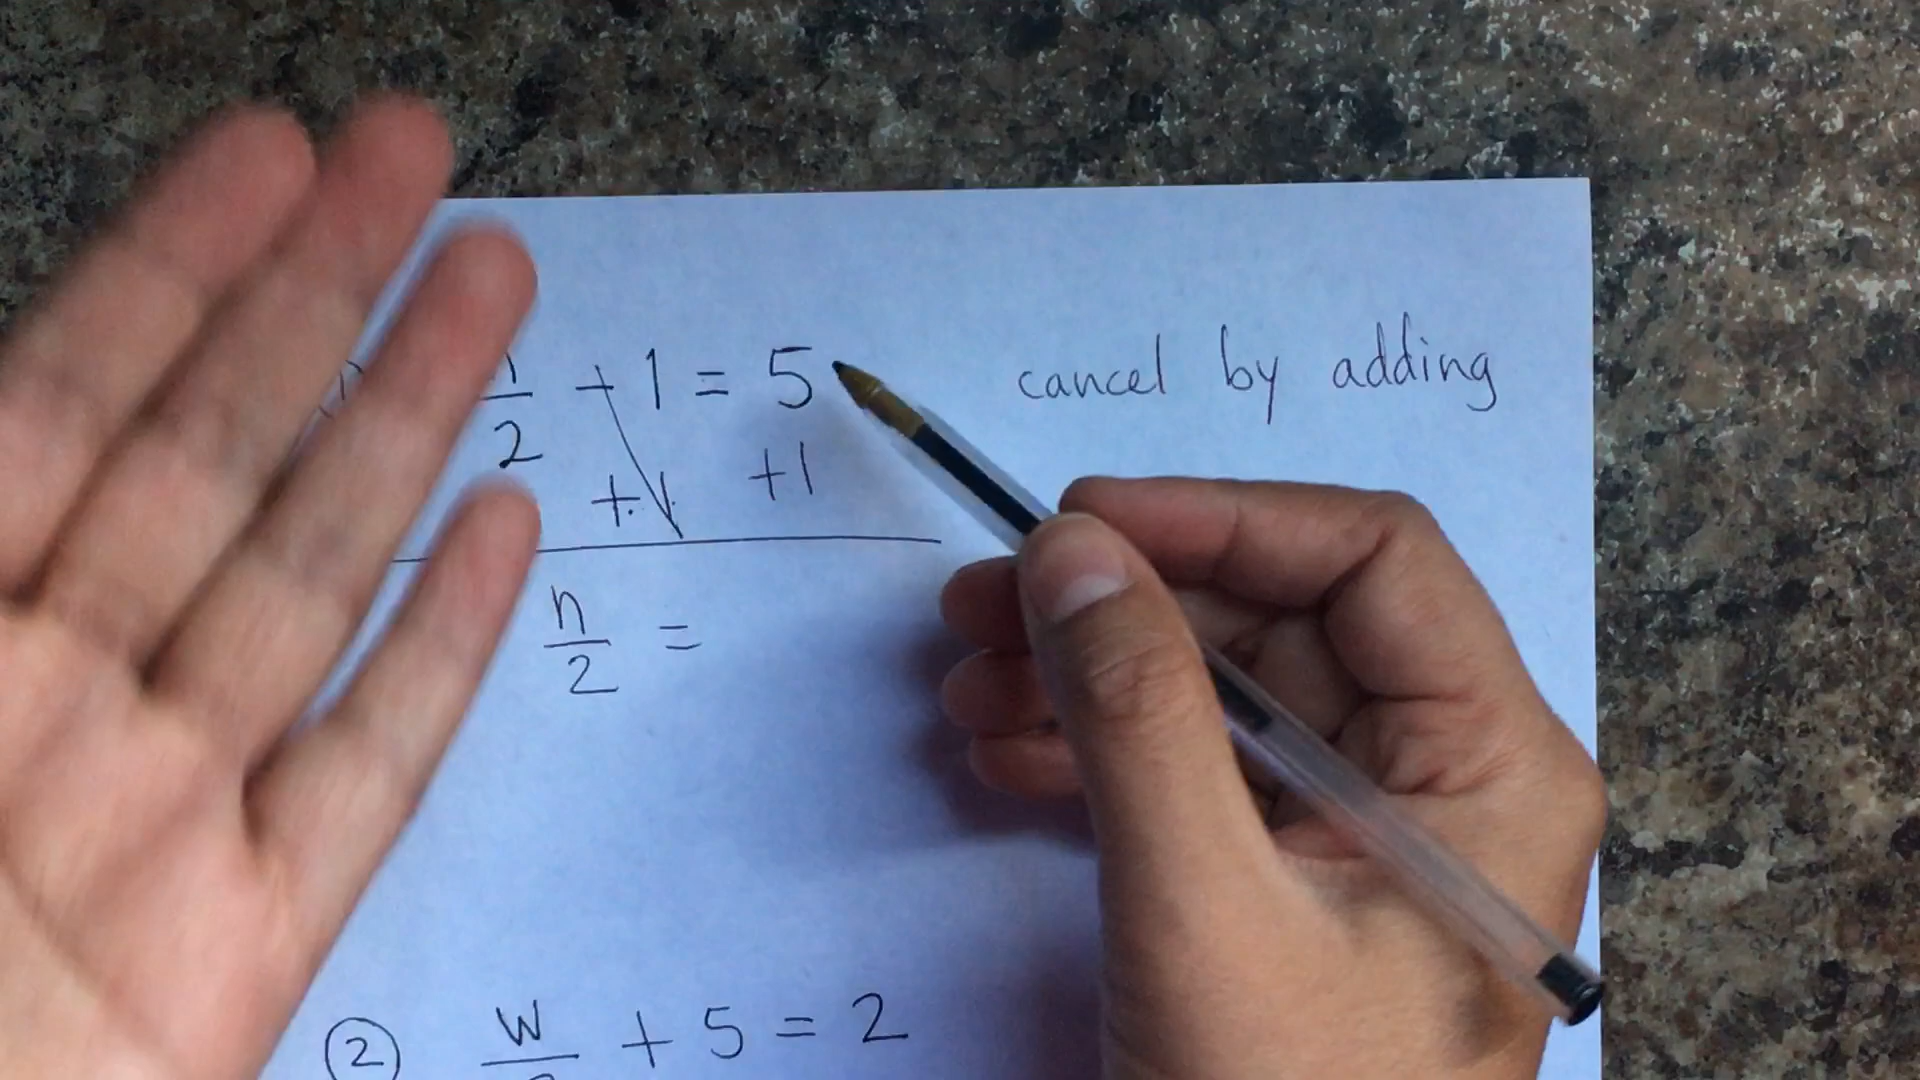 n/2 - 1 = 5 cancel by adding
+1 +1
n/2 =
② w + 5 = 2